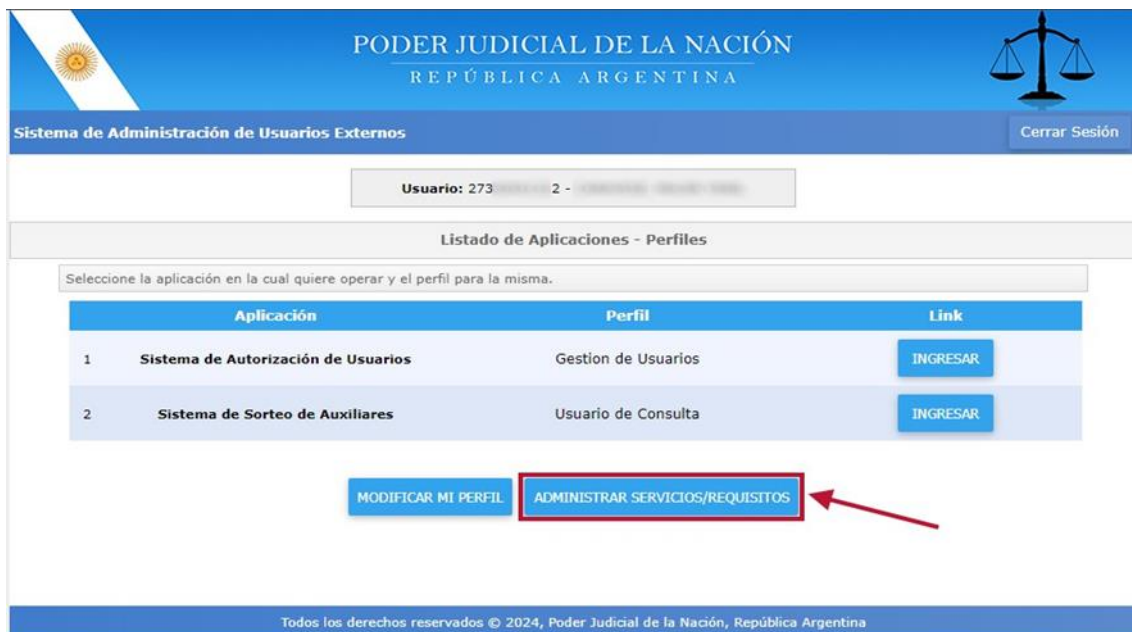 PODER JUDICIAL DE LA NACIÓN
REPÚBLICA ARGENTINA
Sistema de Administración de Usuarios Externos
Cerrar Sesión
Usuario: 273 2 -
Listado de Aplicaciones - Perfiles
Seleccione la aplicación en la cual quiere operar y el perfil para la misma.
Aplicación Perfil Link
1 Sistema de Autorización de Usuarios Gestion de Usuarios INGRESAR
2 Sistema de Sorteo de Auxiliares Usuario de Consulta INGRESAR
MODIFICAR MI PERFIL ADMINISTRAR SERVICIOS/REQUISITOS
Todos los derechos reservados © 2024, Poder Judicial de la Nación, República Argentina